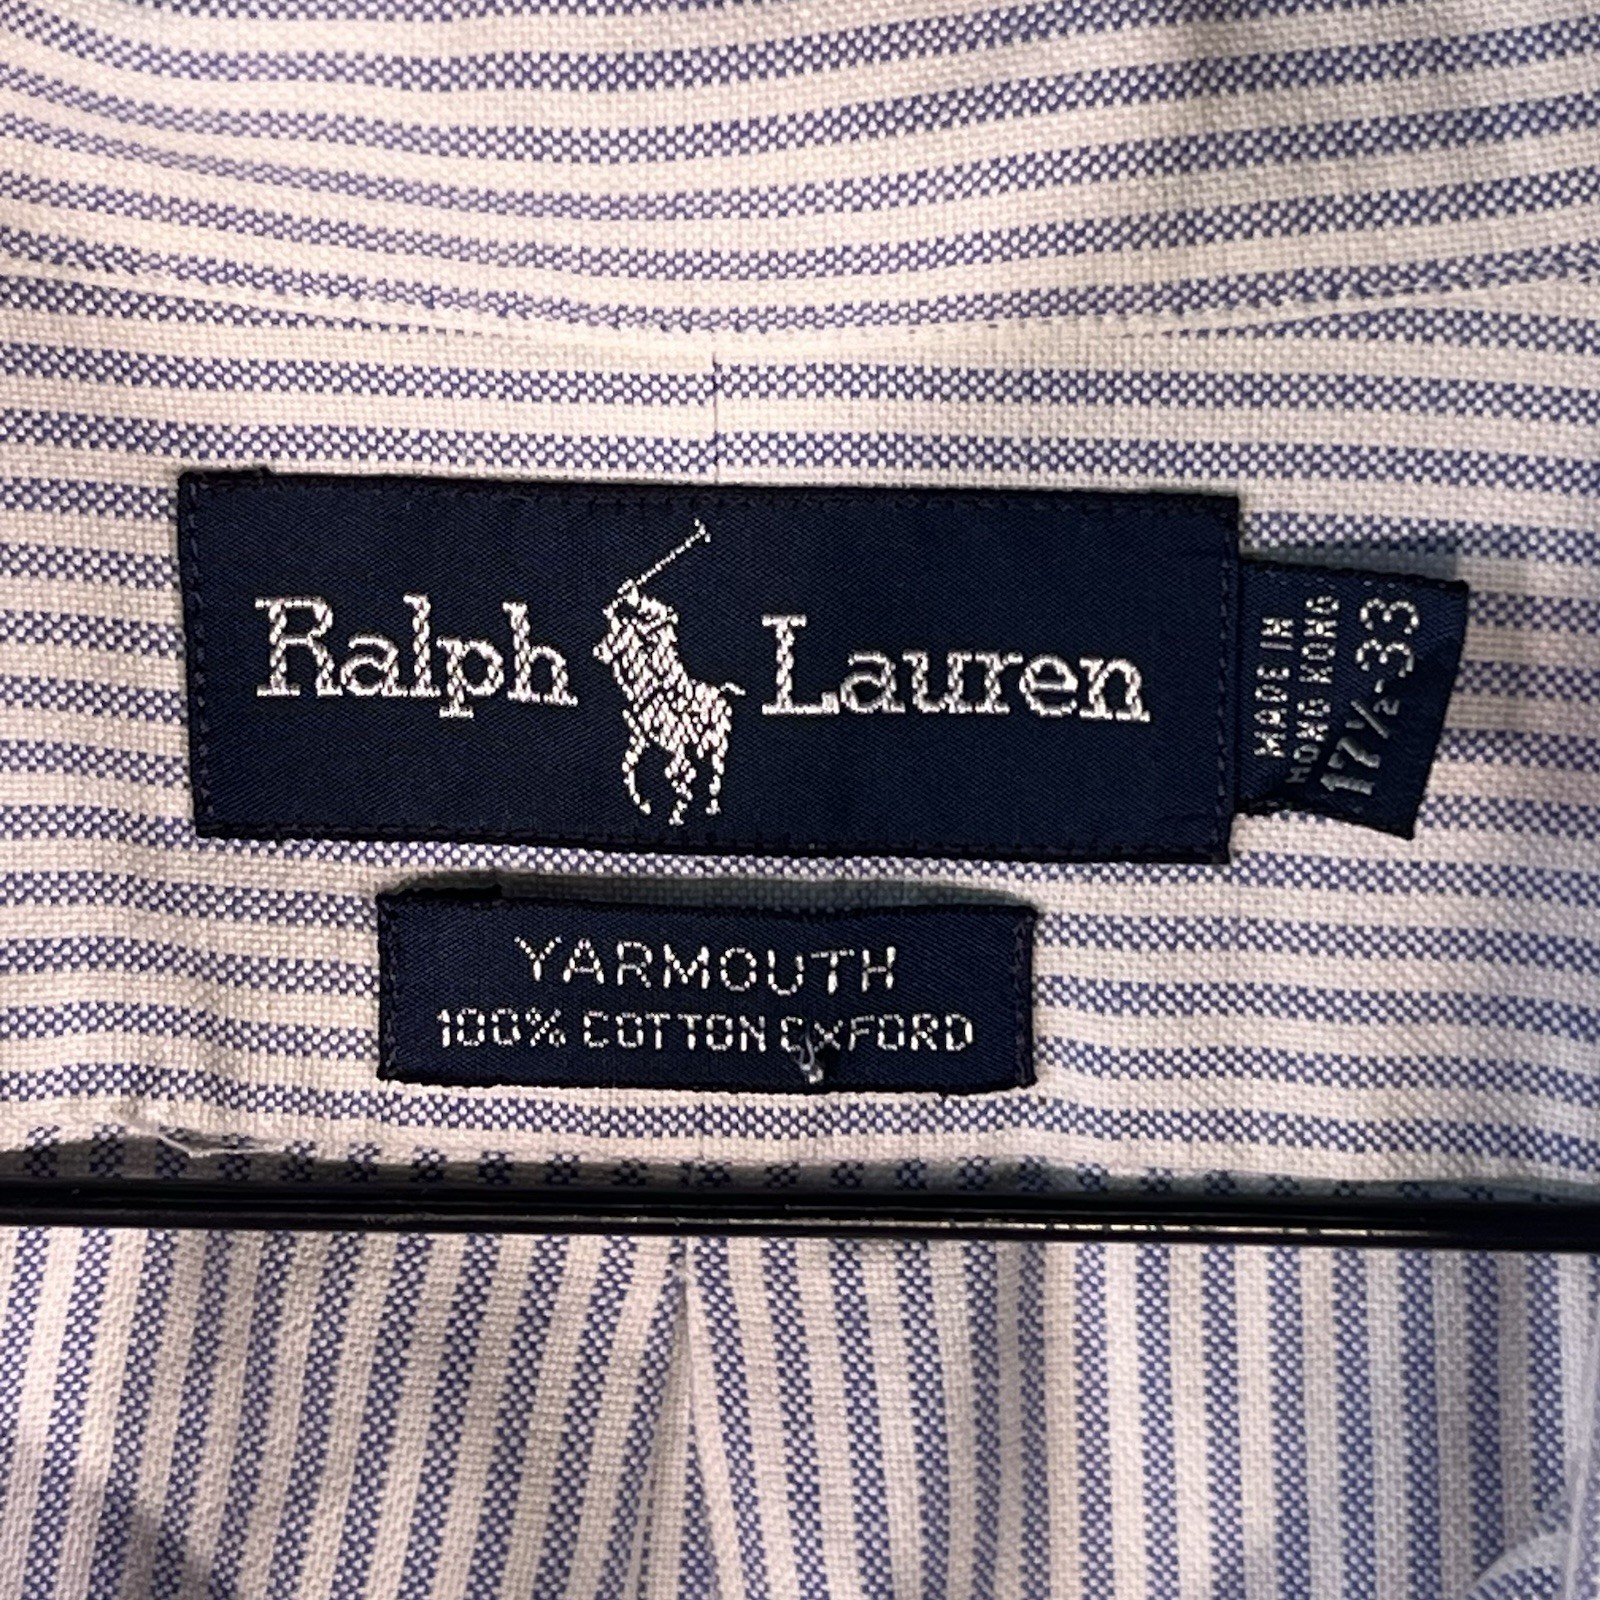 Ralph Lauren
MADE IN
HONG KONG
17½-33
YARMOUTH
100% COTTON OXFORD